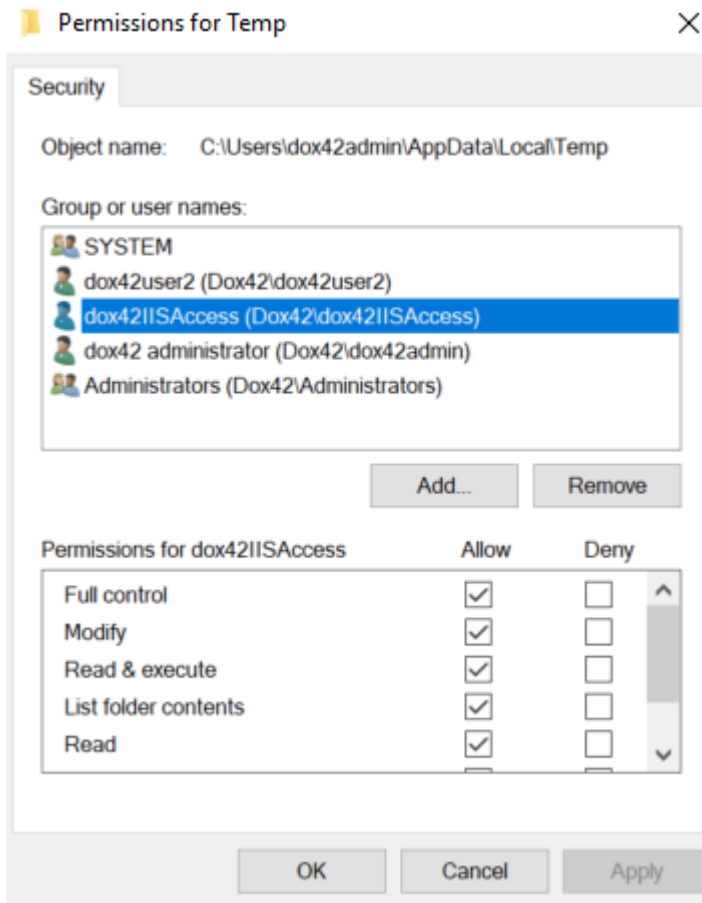 Permissions for Temp
Security
Object name: C:\Users\dox42admin\AppData\Local\Temp
Group or user names:
SYSTEM
dox42user2 (Dox42\dox42user2)
dox42IISAccess (Dox42\dox42IISAccess)
dox42 administrator (Dox42\dox42admin)
Administrators (Dox42\Administrators)
Add... Remove
Permissions for dox42IISAccess Allow Deny
Full control
Modify
Read & execute
List folder contents
Read
OK Cancel Apply